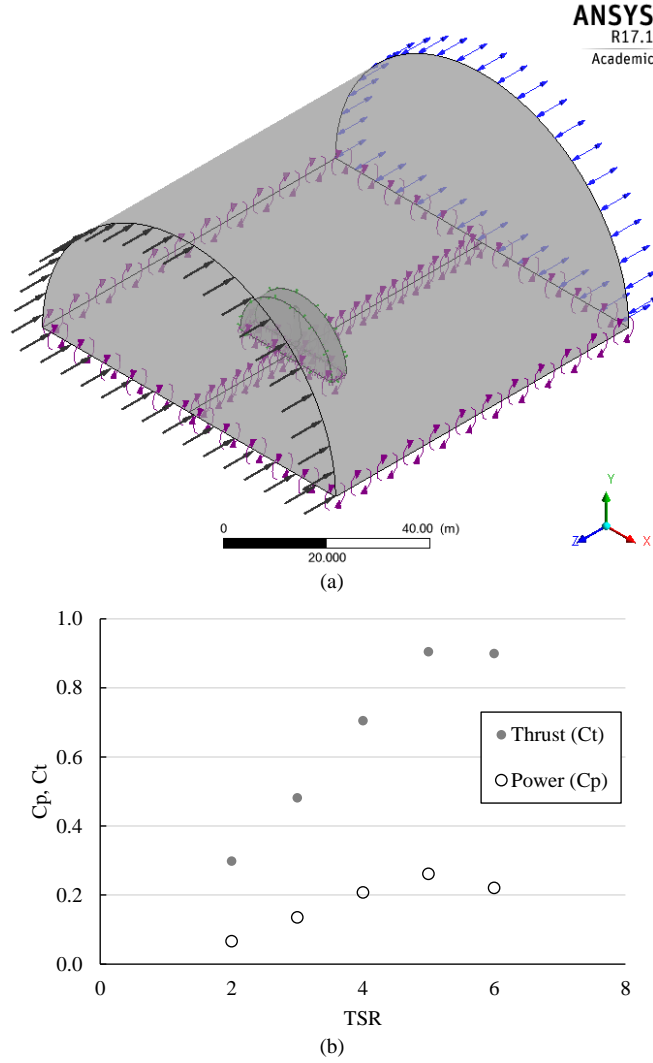 ANSYS
R17.1
Academic
Y
Z
X
0
40.00 (m)
20.000
(a)
1.0
0.8
0.6
0.4
0.2
0.0
Cp, Ct
Thrust (Ct)
Power (Cp)
0 2 4 6 8
TSR
(b)